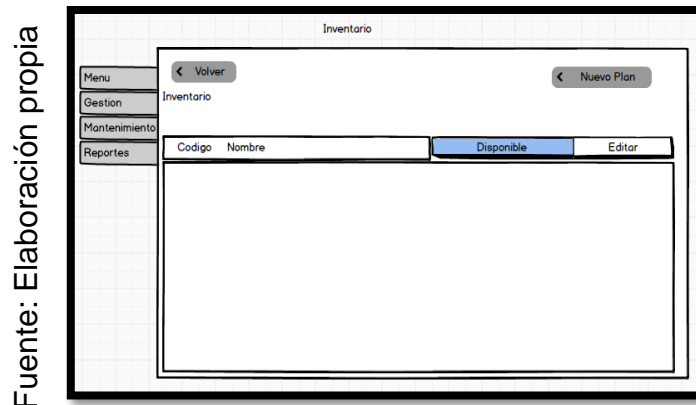 Fuente: Elaboración propia
Inventario
Volver
Nuevo Plan
Menu
Inventario
Gestion
Mantenimiento
Codigo Nombre Disponible Editar
Reportes